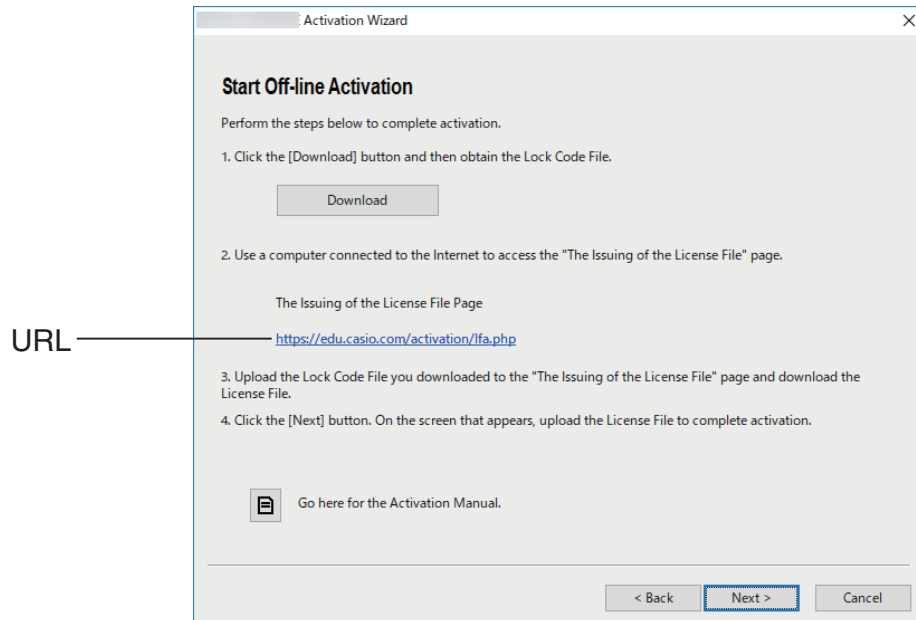 Activation Wizard
Start Off-line Activation
Perform the steps below to complete activation.
1. Click the [Download] button and then obtain the Lock Code File.
Download
2. Use a computer connected to the Internet to access the "The Issuing of the License File" page.
The Issuing of the License File Page
URL
https://edu.casio.com/activation/lfa.php
3. Upload the Lock Code File you downloaded to the "The Issuing of the License File" page and download the
License File.
4. Click the [Next] button. On the screen that appears, upload the License File to complete activation.
Go here for the Activation Manual.
< Back
Next >
Cancel